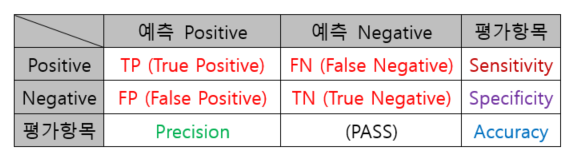 예측 Positive 예측 Negative 평가항목
Positive TP (True Positive) FN (False Negative) Sensitivity
Negative FP (False Positive) TN (True Negative) Specificity
평가항목 Precision (PASS) Accuracy